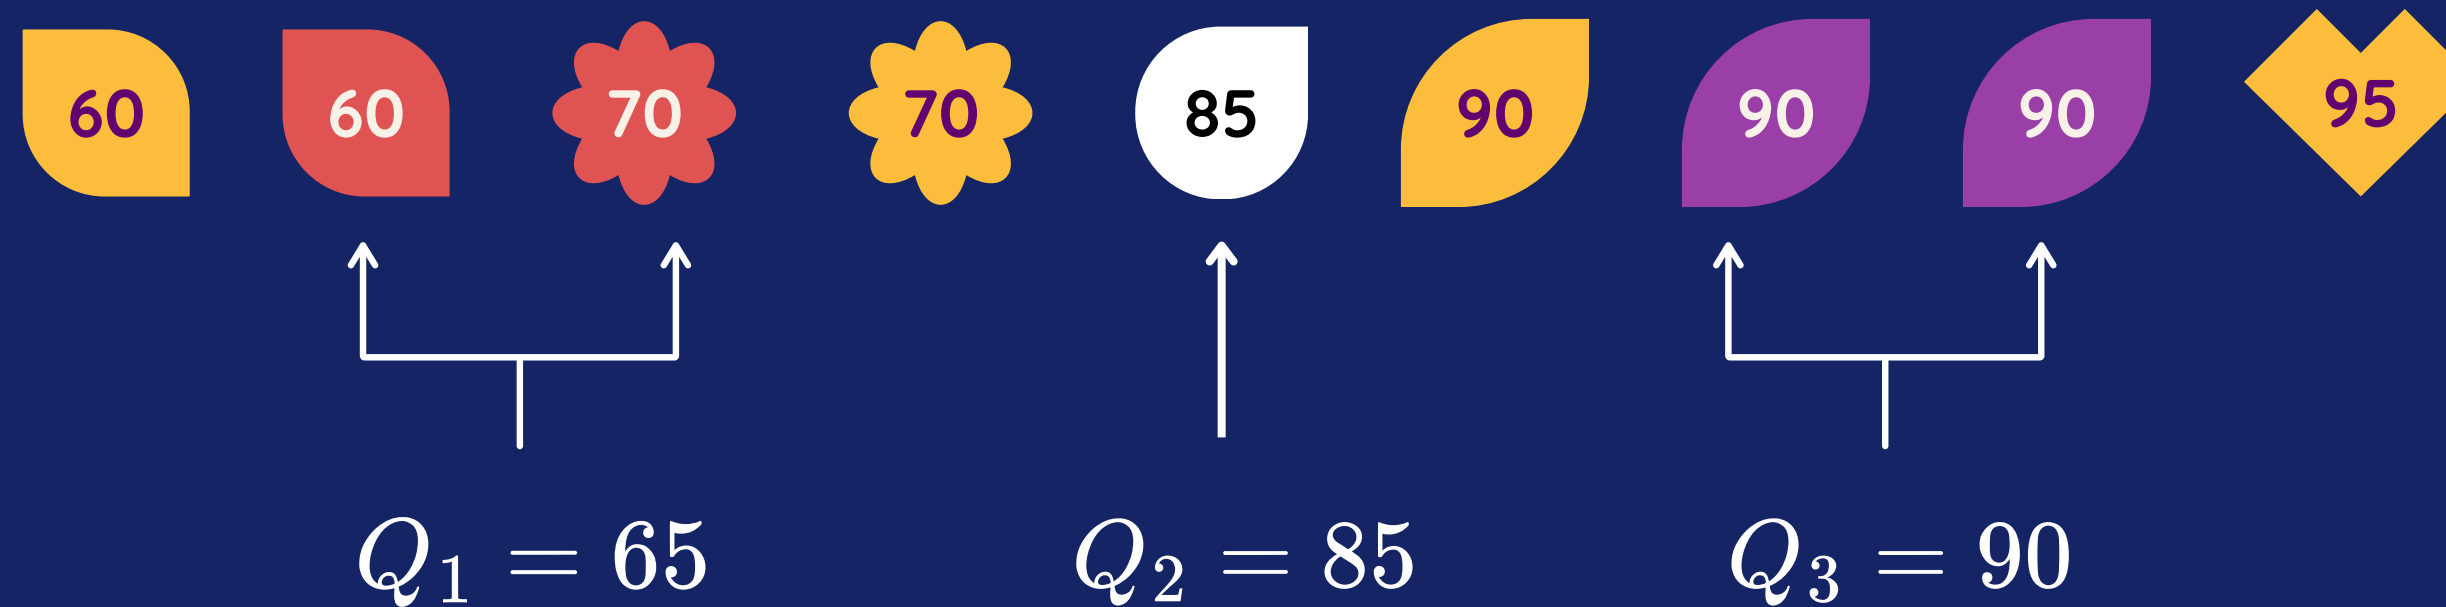 60 60 70 70 85 90 90 90 95
Q₁ = 65 Q₂ = 85 Q₃ = 90